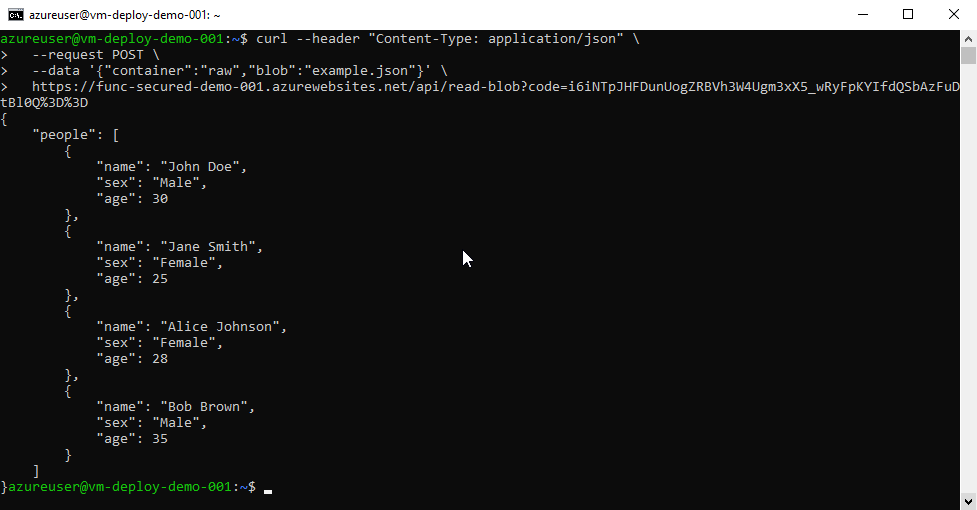 azureuser@vm-deploy-demo-001: ~
azureuser@vm-deploy-demo-001:~$ curl --header "Content-Type: application/json" \
>   --request POST \
>   --data '{"container":"raw","blob":"example.json"}' \
>   https://func-secured-demo-001.azurewebsites.net/api/read-blob?code=i6iNTpJHFDunUogZRBVh3W4Ugm3xX5_wRyFpKYIfdQSbAzFuD
tBl0Q%3D%3D
{
    "people": [
        {
            "name": "John Doe",
            "sex": "Male",
            "age": 30
        },
        {
            "name": "Jane Smith",
            "sex": "Female",
            "age": 25
        },
        {
            "name": "Alice Johnson",
            "sex": "Female",
            "age": 28
        },
        {
            "name": "Bob Brown",
            "sex": "Male",
            "age": 35
        }
    ]
}azureuser@vm-deploy-demo-001:~$